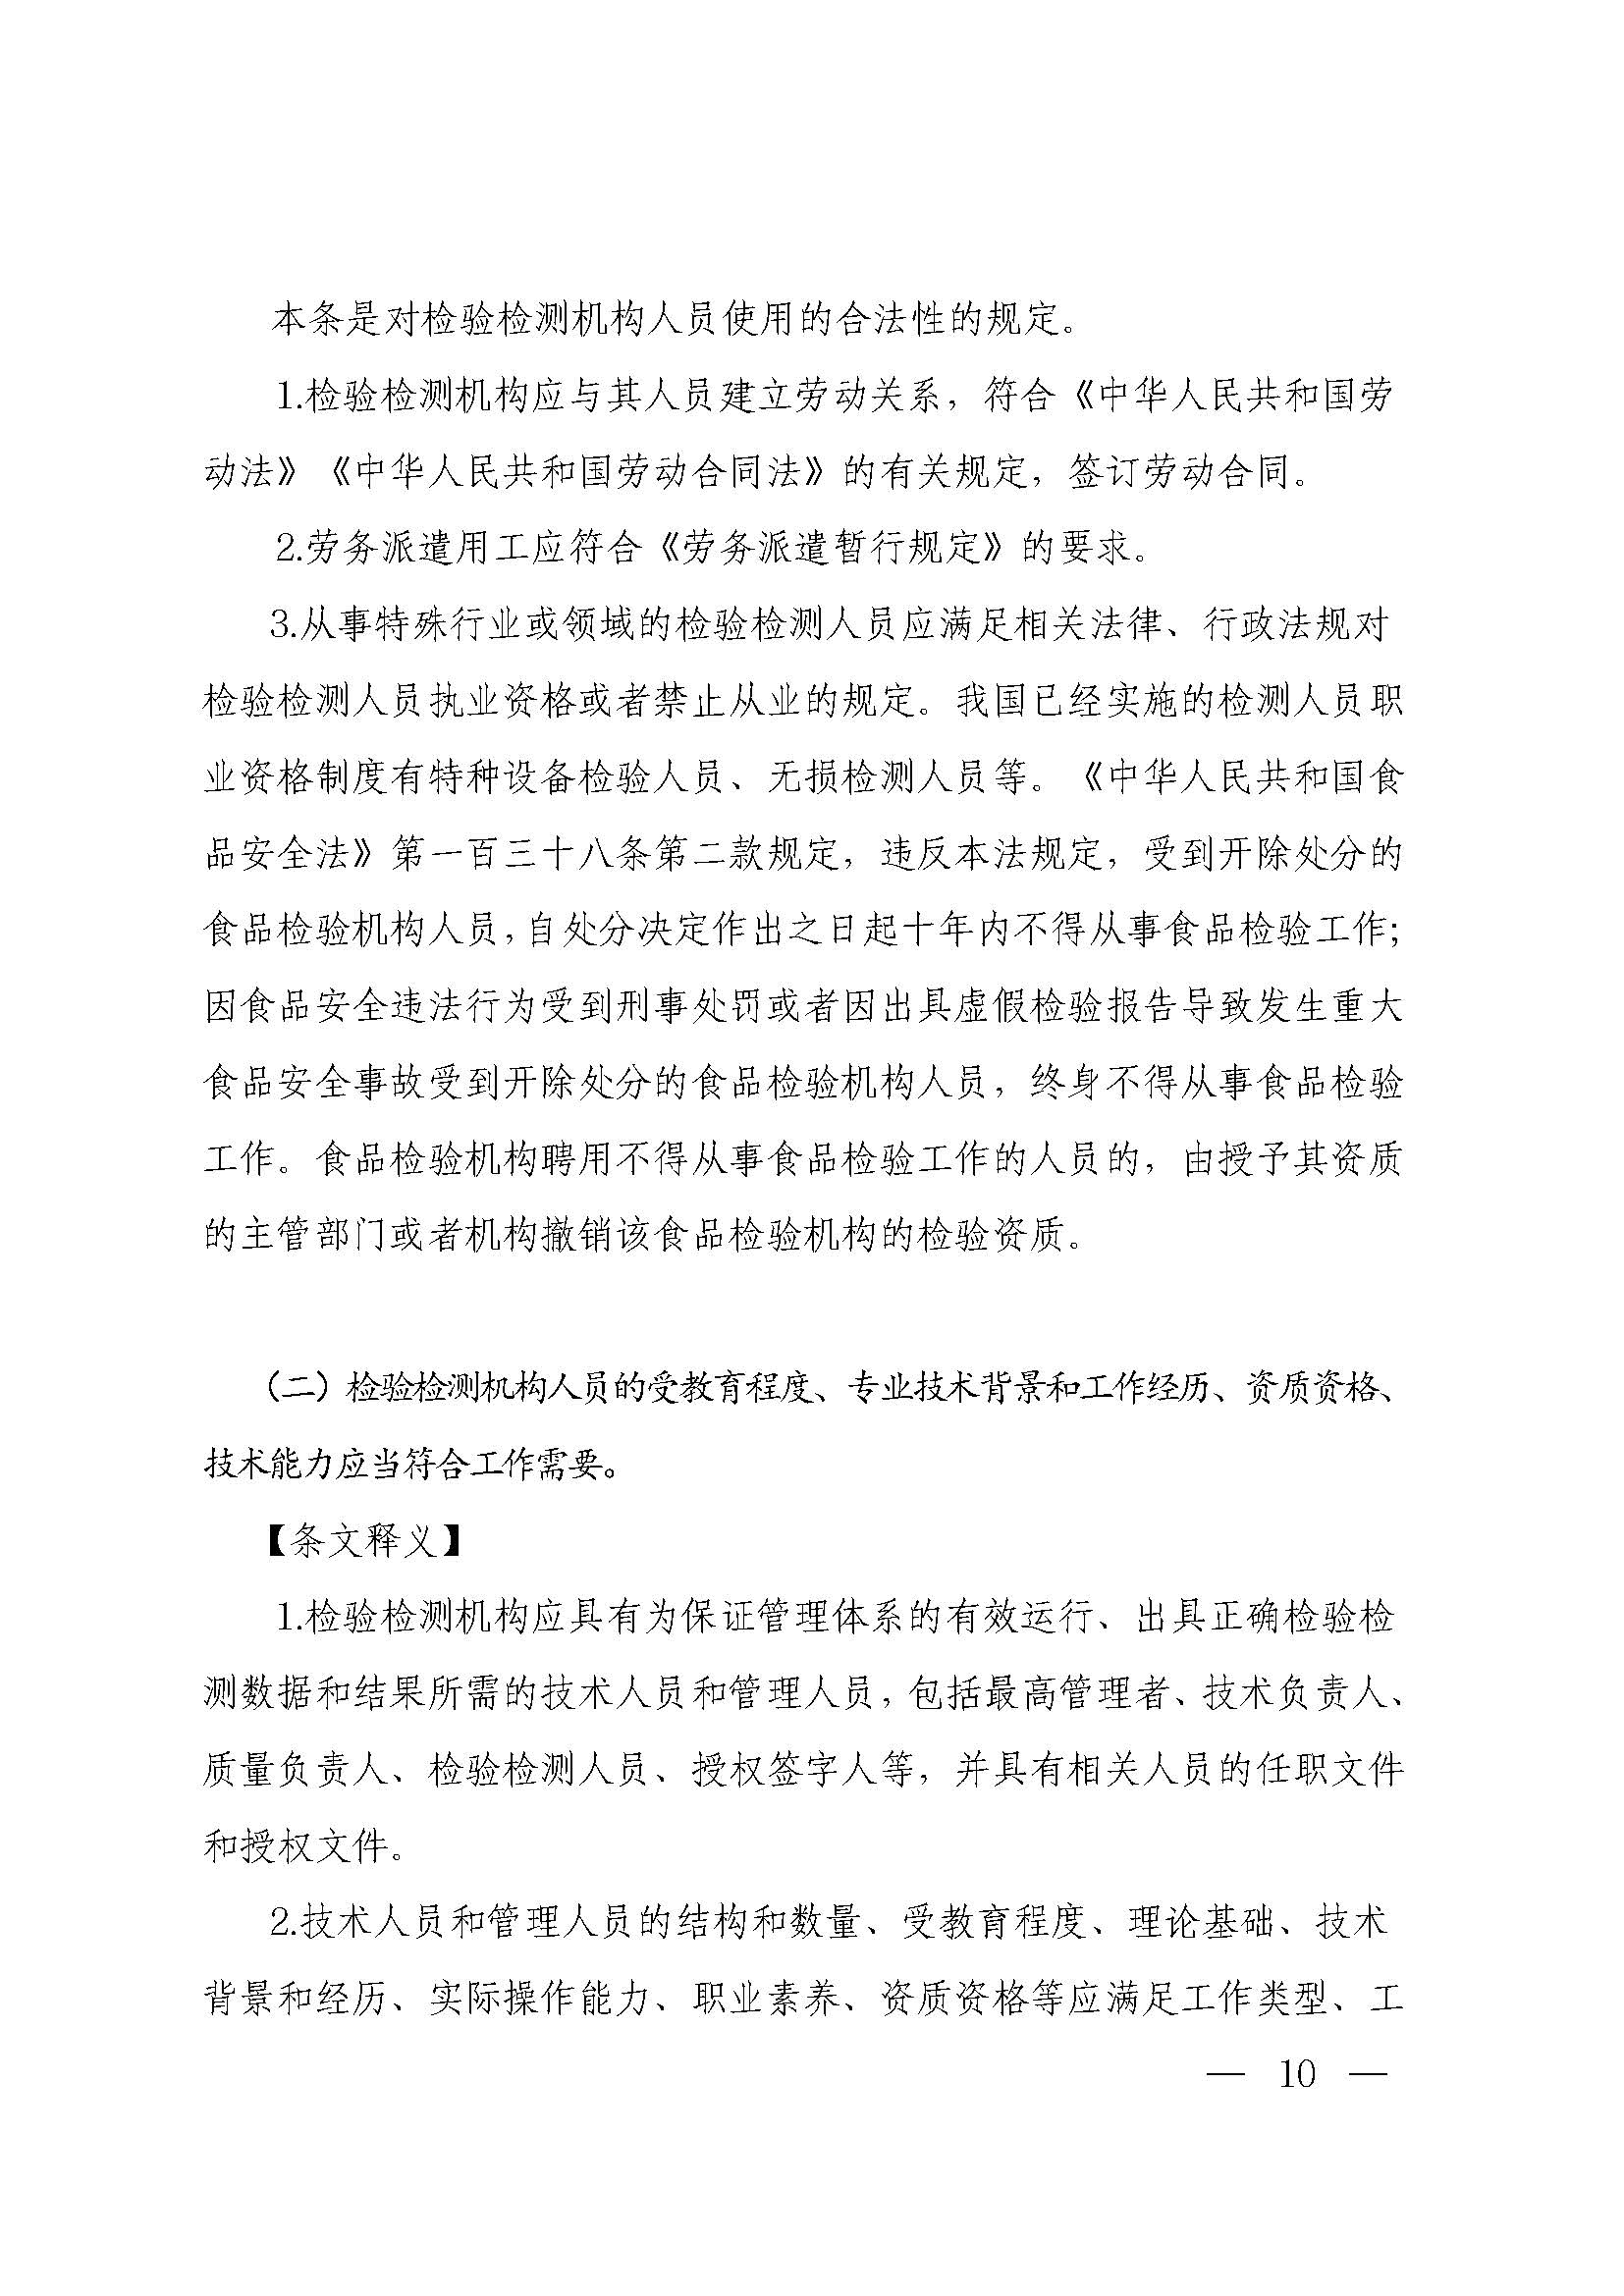 本条是对检验检测机构人员使用的合法性的规定。
1.检验检测机构应与其人员建立劳动关系，符合《中华人民共和国劳
动法》《中华人民共和国劳动合同法》的有关规定，签订劳动合同。
2.劳务派遣用工应符合《劳务派遣暂行规定》的要求。
3.从事特殊行业或领域的检验检测人员应满足相关法律、行政法规对
检验检测人员执业资格或者禁止从业的规定。我国已经实施的检测人员职
业资格制度有特种设备检验人员、无损检测人员等。《中华人民共和国食
品安全法》第一百三十八条第二款规定，违反本法规定，受到开除处分的
食品检验机构人员，自处分决定作出之日起十年内不得从事食品检验工作；
因食品安全违法行为受到刑事处罚或者因出具虚假检验报告导致发生重大
食品安全事故受到开除处分的食品检验机构人员，终身不得从事食品检验
工作。食品检验机构聘用不得从事食品检验工作的人员的，由授予其资质
的主管部门或者机构撤销该食品检验机构的检验资质。
（二）检验检测机构人员的受教育程度、专业技术背景和工作经历、资质资格、
技术能力应当符合工作需要。
【条文释义】
1.检验检测机构应具有为保证管理体系的有效运行、出具正确检验检
测数据和结果所需的技术人员和管理人员，包括最高管理者、技术负责人、
质量负责人、检验检测人员、授权签字人等，并具有相关人员的任职文件
和授权文件。
2.技术人员和管理人员的结构和数量、受教育程度、理论基础、技术
背景和经历、实际操作能力、职业素养、资质资格等应满足工作类型、工
— 10 —